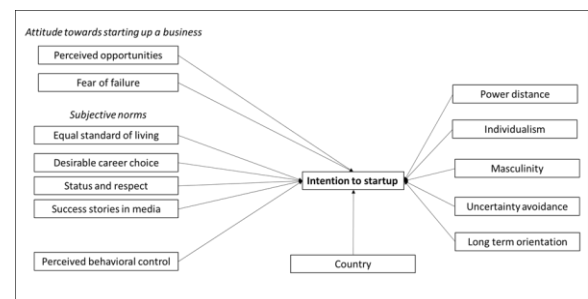 Attitude towards starting up a business
Perceived opportunities
Fear of failure
Subjective norms
Equal standard of living
Desirable career choice
Status and respect
Success stories in media
Perceived behavioral control
Intention to startup
Country
Power distance
Individualism
Masculinity
Uncertainty avoidance
Long term orientation